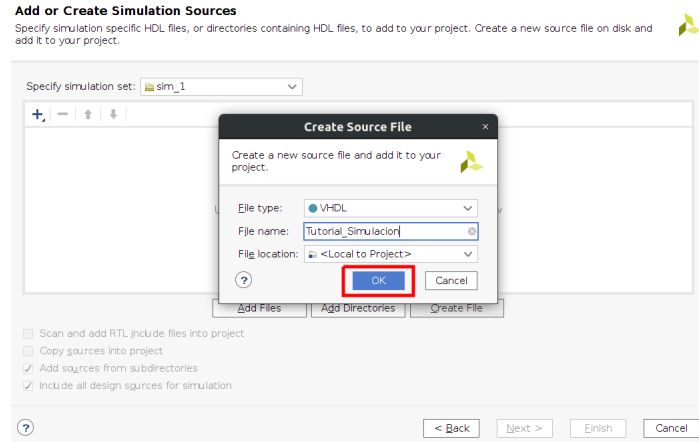 Add or Create Simulation Sources
Specify simulation specific HDL files, or directories containing HDL files, to add to your project. Create a new source file on disk and
add it to your project.
Specify simulation set: sim_1
Create Source File
Create a new source file and add it to your
project.
File type: VHDL
File name: Tutorial_Simulacion
File location: <Local to Project>
? OK Cancel
Add Files Add Directories Create File
Scan and add RTL include files into project
Copy sources into project
Add sources from subdirectories
Include all design sources for simulation
? < Back Next > Finish Cancel